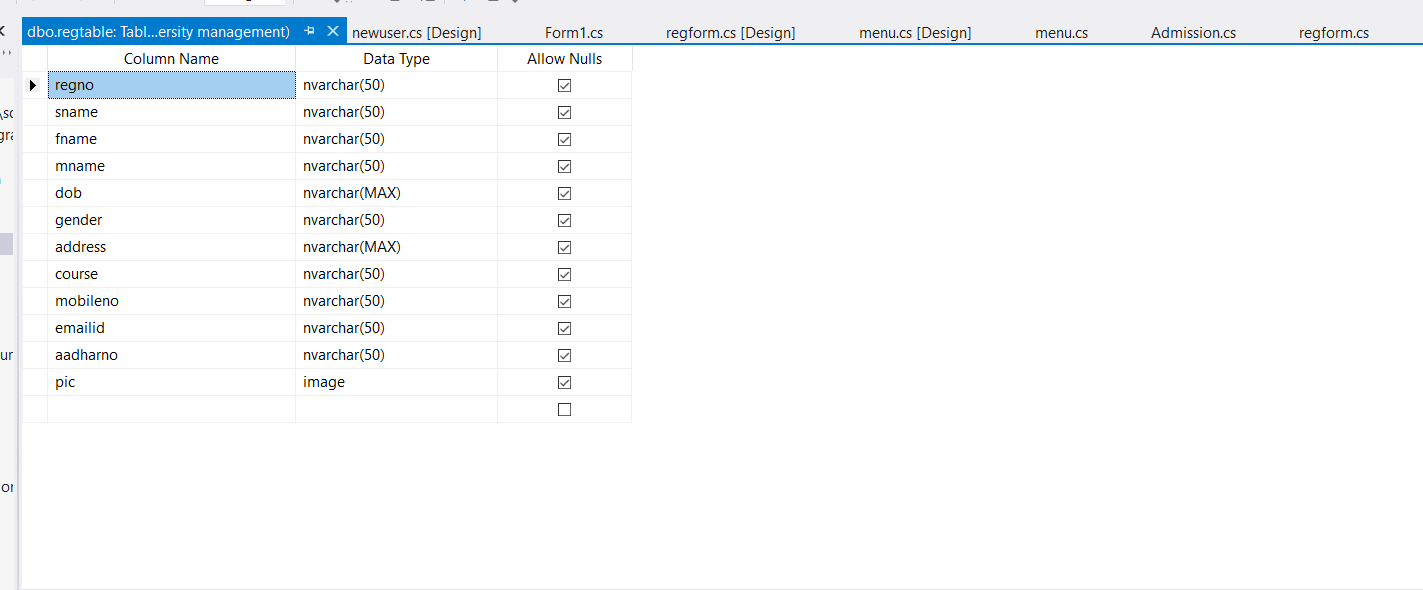 dbo.regtable: Tabl...ersity management) newuser.cs [Design] Form1.cs regform.cs [Design] menu.cs [Design] menu.cs Admission.cs regform.cs
Column Name Data Type Allow Nulls
regno nvarchar(50)
sname nvarchar(50)
fname nvarchar(50)
mname nvarchar(50)
dob nvarchar(MAX)
gender nvarchar(50)
address nvarchar(MAX)
course nvarchar(50)
mobileno nvarchar(50)
emailid nvarchar(50)
aadharno nvarchar(50)
pic image